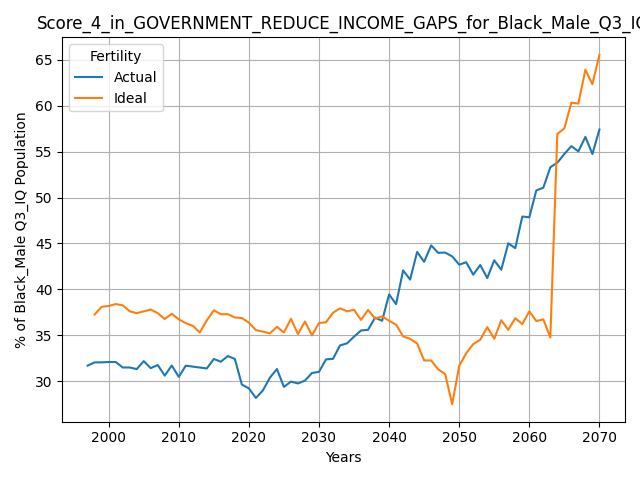 Score_4_in_GOVERNMENT_REDUCE_INCOME_GAPS_for_Black_Male_Q3_IQ
Fertility
Actual
Ideal
% of Black_Male Q3_IQ Population
65
60
55
50
45
40
35
30
2000 2010 2020 2030 2040 2050 2060 2070
Years